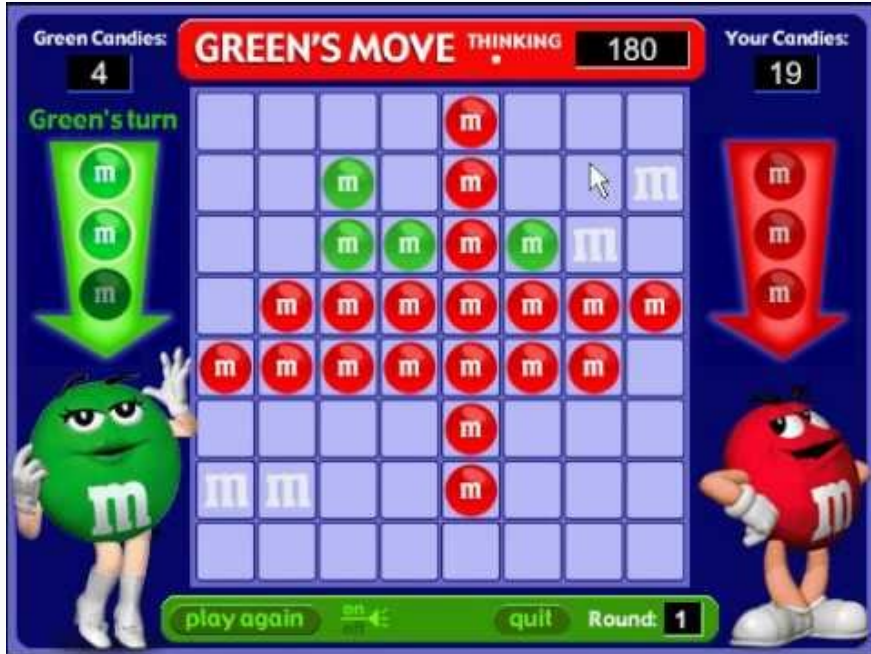 Green Candies:
4
GREEN'S MOVE THINKING 180
Your Candies:
19
Green's turn
m
m
m
m
m
m
m
m
m m m
m m m m m
m m m m m m m
m m m m m m m
m
m m m
m
m
play again on off quit Round: 1